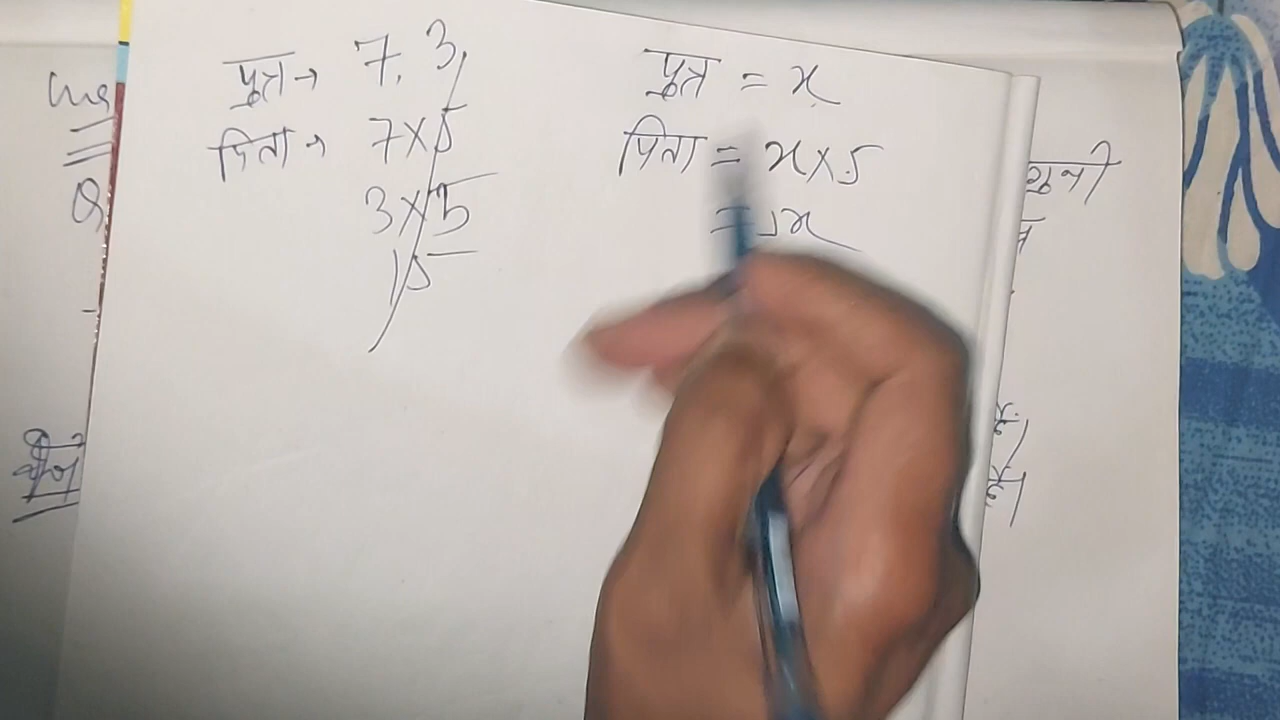 पुत्र → 7, 3,
पिता → 7×5
3×5
15
पुत्र = x
पिता = x×5
= 5x